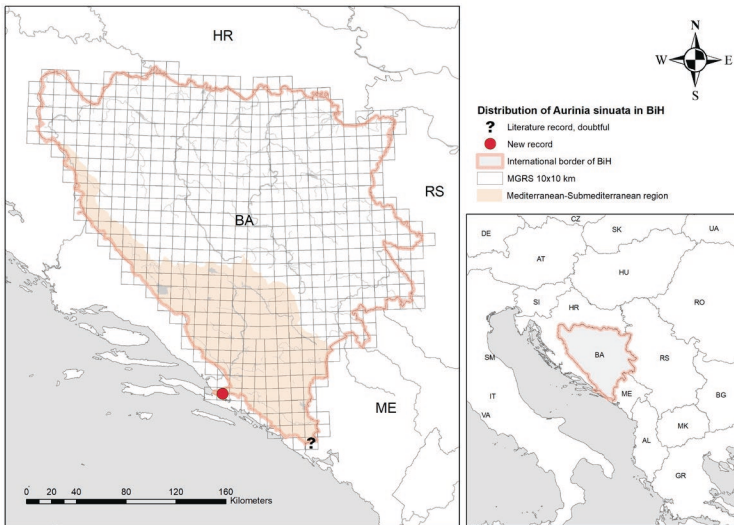 HR
RS
BA
ME
?
0 20 40 80 120 160
Kilometers
N
W E
S
Distribution of Aurinia sinuata in BiH
? Literature record, doubtful
New record
International border of BiH
MGRS 10x10 km
Mediterranean-Submediterranean region
CZ
DE
SK
UA
AT
HU
SI
HR
RO
BA
RS
SM
IT
ME
BG
VA
MK
AL
GR